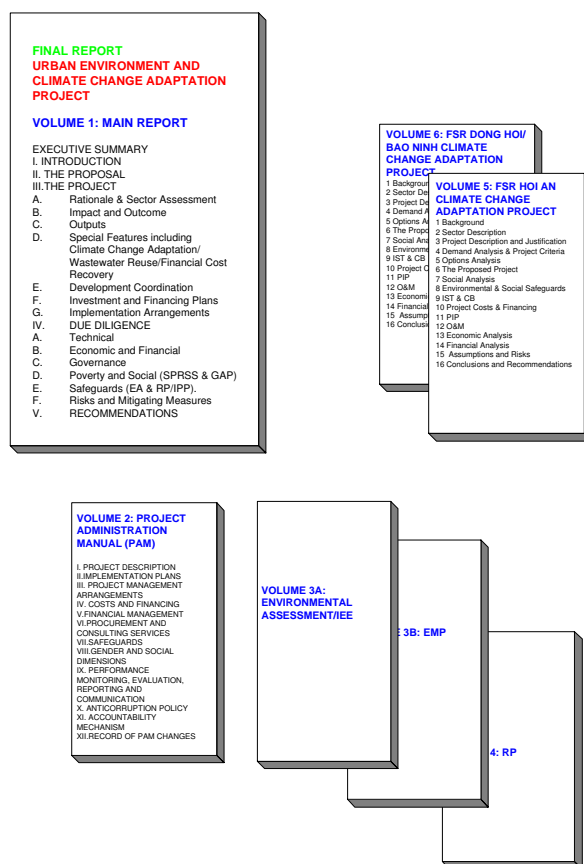 FINAL REPORT
URBAN ENVIRONMENT AND
CLIMATE CHANGE ADAPTATION
PROJECT
VOLUME 1: MAIN REPORT
EXECUTIVE SUMMARY
I. INTRODUCTION
II. THE PROPOSAL
III.THE PROJECT
A. Rationale & Sector Assessment
B. Impact and Outcome
C. Outputs
D. Special Features including
Climate Change Adaptation/
Wastewater Reuse/Financial Cost
Recovery
E. Development Coordination
F. Investment and Financing Plans
G. Implementation Arrangements
IV. DUE DILIGENCE
A. Technical
B. Economic and Financial
C. Governance
D. Poverty and Social (SPRSS & GAP)
E. Safeguards (EA & RP/IPP).
F. Risks and Mitigating Measures
V. RECOMMENDATIONS
VOLUME 6: FSR DONG HOI/
BAO NINH CLIMATE
CHANGE ADAPTATION
PROJECT
1
2 Sector
3 Project
4 Demand
5 Options
6 The
7 Social
8
9 IST & CB
10 Project
11 PIP
12 O&M
13
14 Financial
15
16
VOLUME 5: FSR HOI AN
CLIMATE CHANGE
ADAPTATION PROJECT
1 Background
2 Sector Description
3 Project Description and Justification
4 Demand Analysis & Project Criteria
5 Options Analysis
6 The Proposed Project
7 Social Analysis
8 Environmental & Social Safeguards
9 IST & CB
10 Project Costs & Financing
11 PIP
12 O&M
13 Economic Analysis
14 Financial Analysis
15 Assumptions and Risks
16 Conclusions and Recommendations
VOLUME 2: PROJECT
ADMINISTRATION
MANUAL (PAM)
I. PROJECT DESCRIPTION
II.IMPLEMENTATION PLANS
III. PROJECT MANAGEMENT
ARRANGEMENTS
IV. COSTS AND FINANCING
V.FINANCIAL MANAGEMENT
VI.PROCUREMENT AND
CONSULTING SERVICES
VII.SAFEGUARDS
VIII.GENDER AND SOCIAL
DIMENSIONS
IX. PERFORMANCE
MONITORING, EVALUATION,
REPORTING AND
COMMUNICATION
X. ANTICORRUPTION POLICY
XI. ACCOUNTABILITY
MECHANISM
XII.RECORD OF PAM CHANGES
VOLUME 3A:
ENVIRONMENTAL
ASSESSMENT/IEE
3B: EMP
4: RP